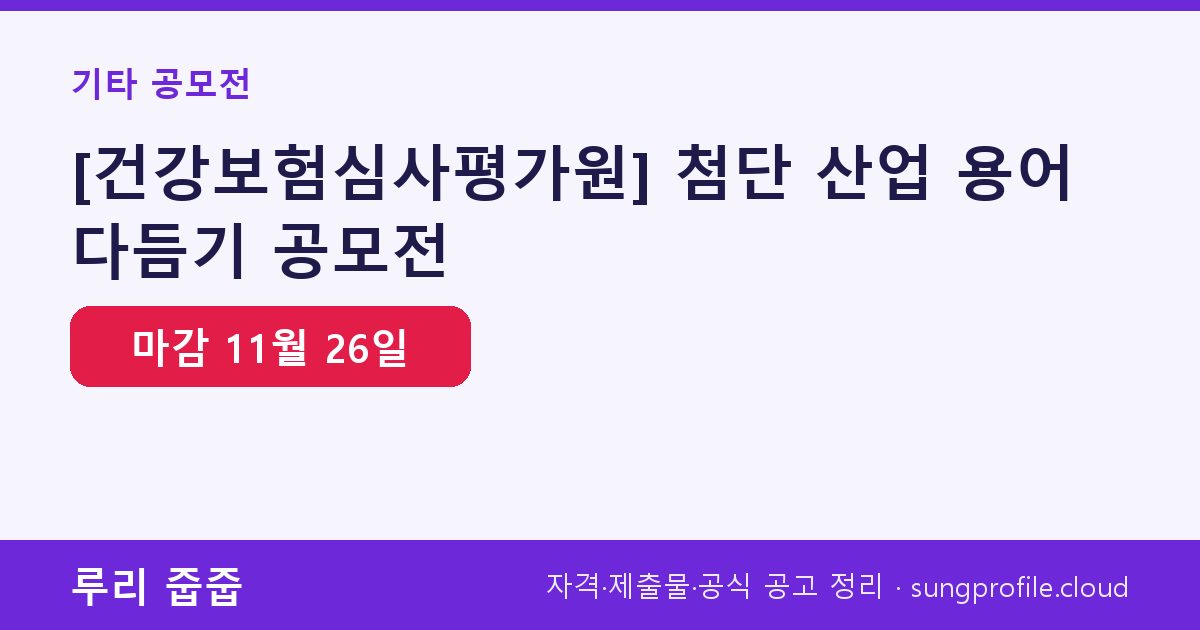 기타 공모전
[건강보험심사평가원] 첨단 산업 용어
다듬기 공모전
마감 11월 26일
루리 줍줍
자격·제출물·공식 공고 정리 · sungprofile.cloud